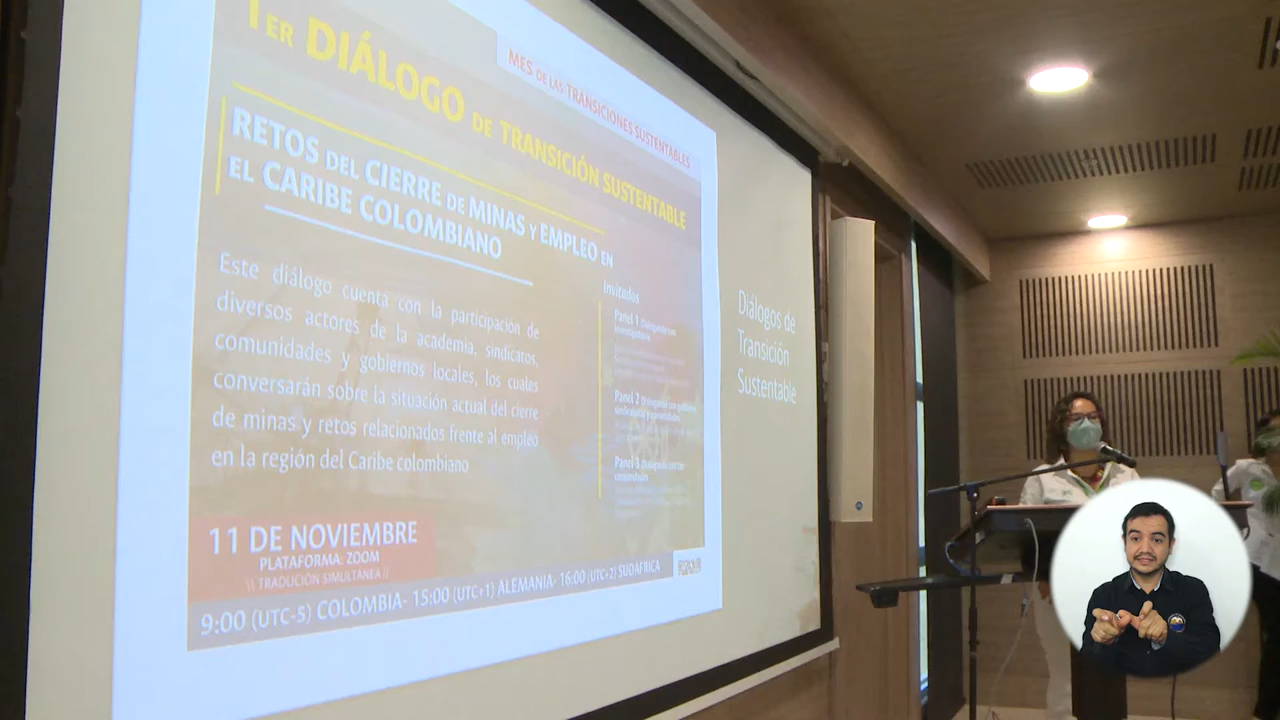 MES DE LAS TRANSICIONES SUSTENTABLES
1ER DIÁLOGO DE TRANSICIÓN SUSTENTABLE
RETOS DEL CIERRE DE MINAS Y EMPLEO EN
EL CARIBE COLOMBIANO
Este diálogo cuenta con la participación de
diversos actores de la academia, sindicatos,
comunidades y gobiernos locales, los cuales
conversarán sobre la situación actual del cierre
de minas y retos relacionados frente al empleo
en la región del Caribe colombiano
Invitados
Panel 1
Panel 2
Panel 3
11 DE NOVIEMBRE
PLATAFORMA: ZOOM
\\ TRADUCIÓN SIMULTÁNEA //
9:00 (UTC-5) COLOMBIA- 15:00 (UTC+1) ALEMANIA- 16:00 (UTC+2) SUDÁFRICA
Diálogos de
Transición
Sustentable